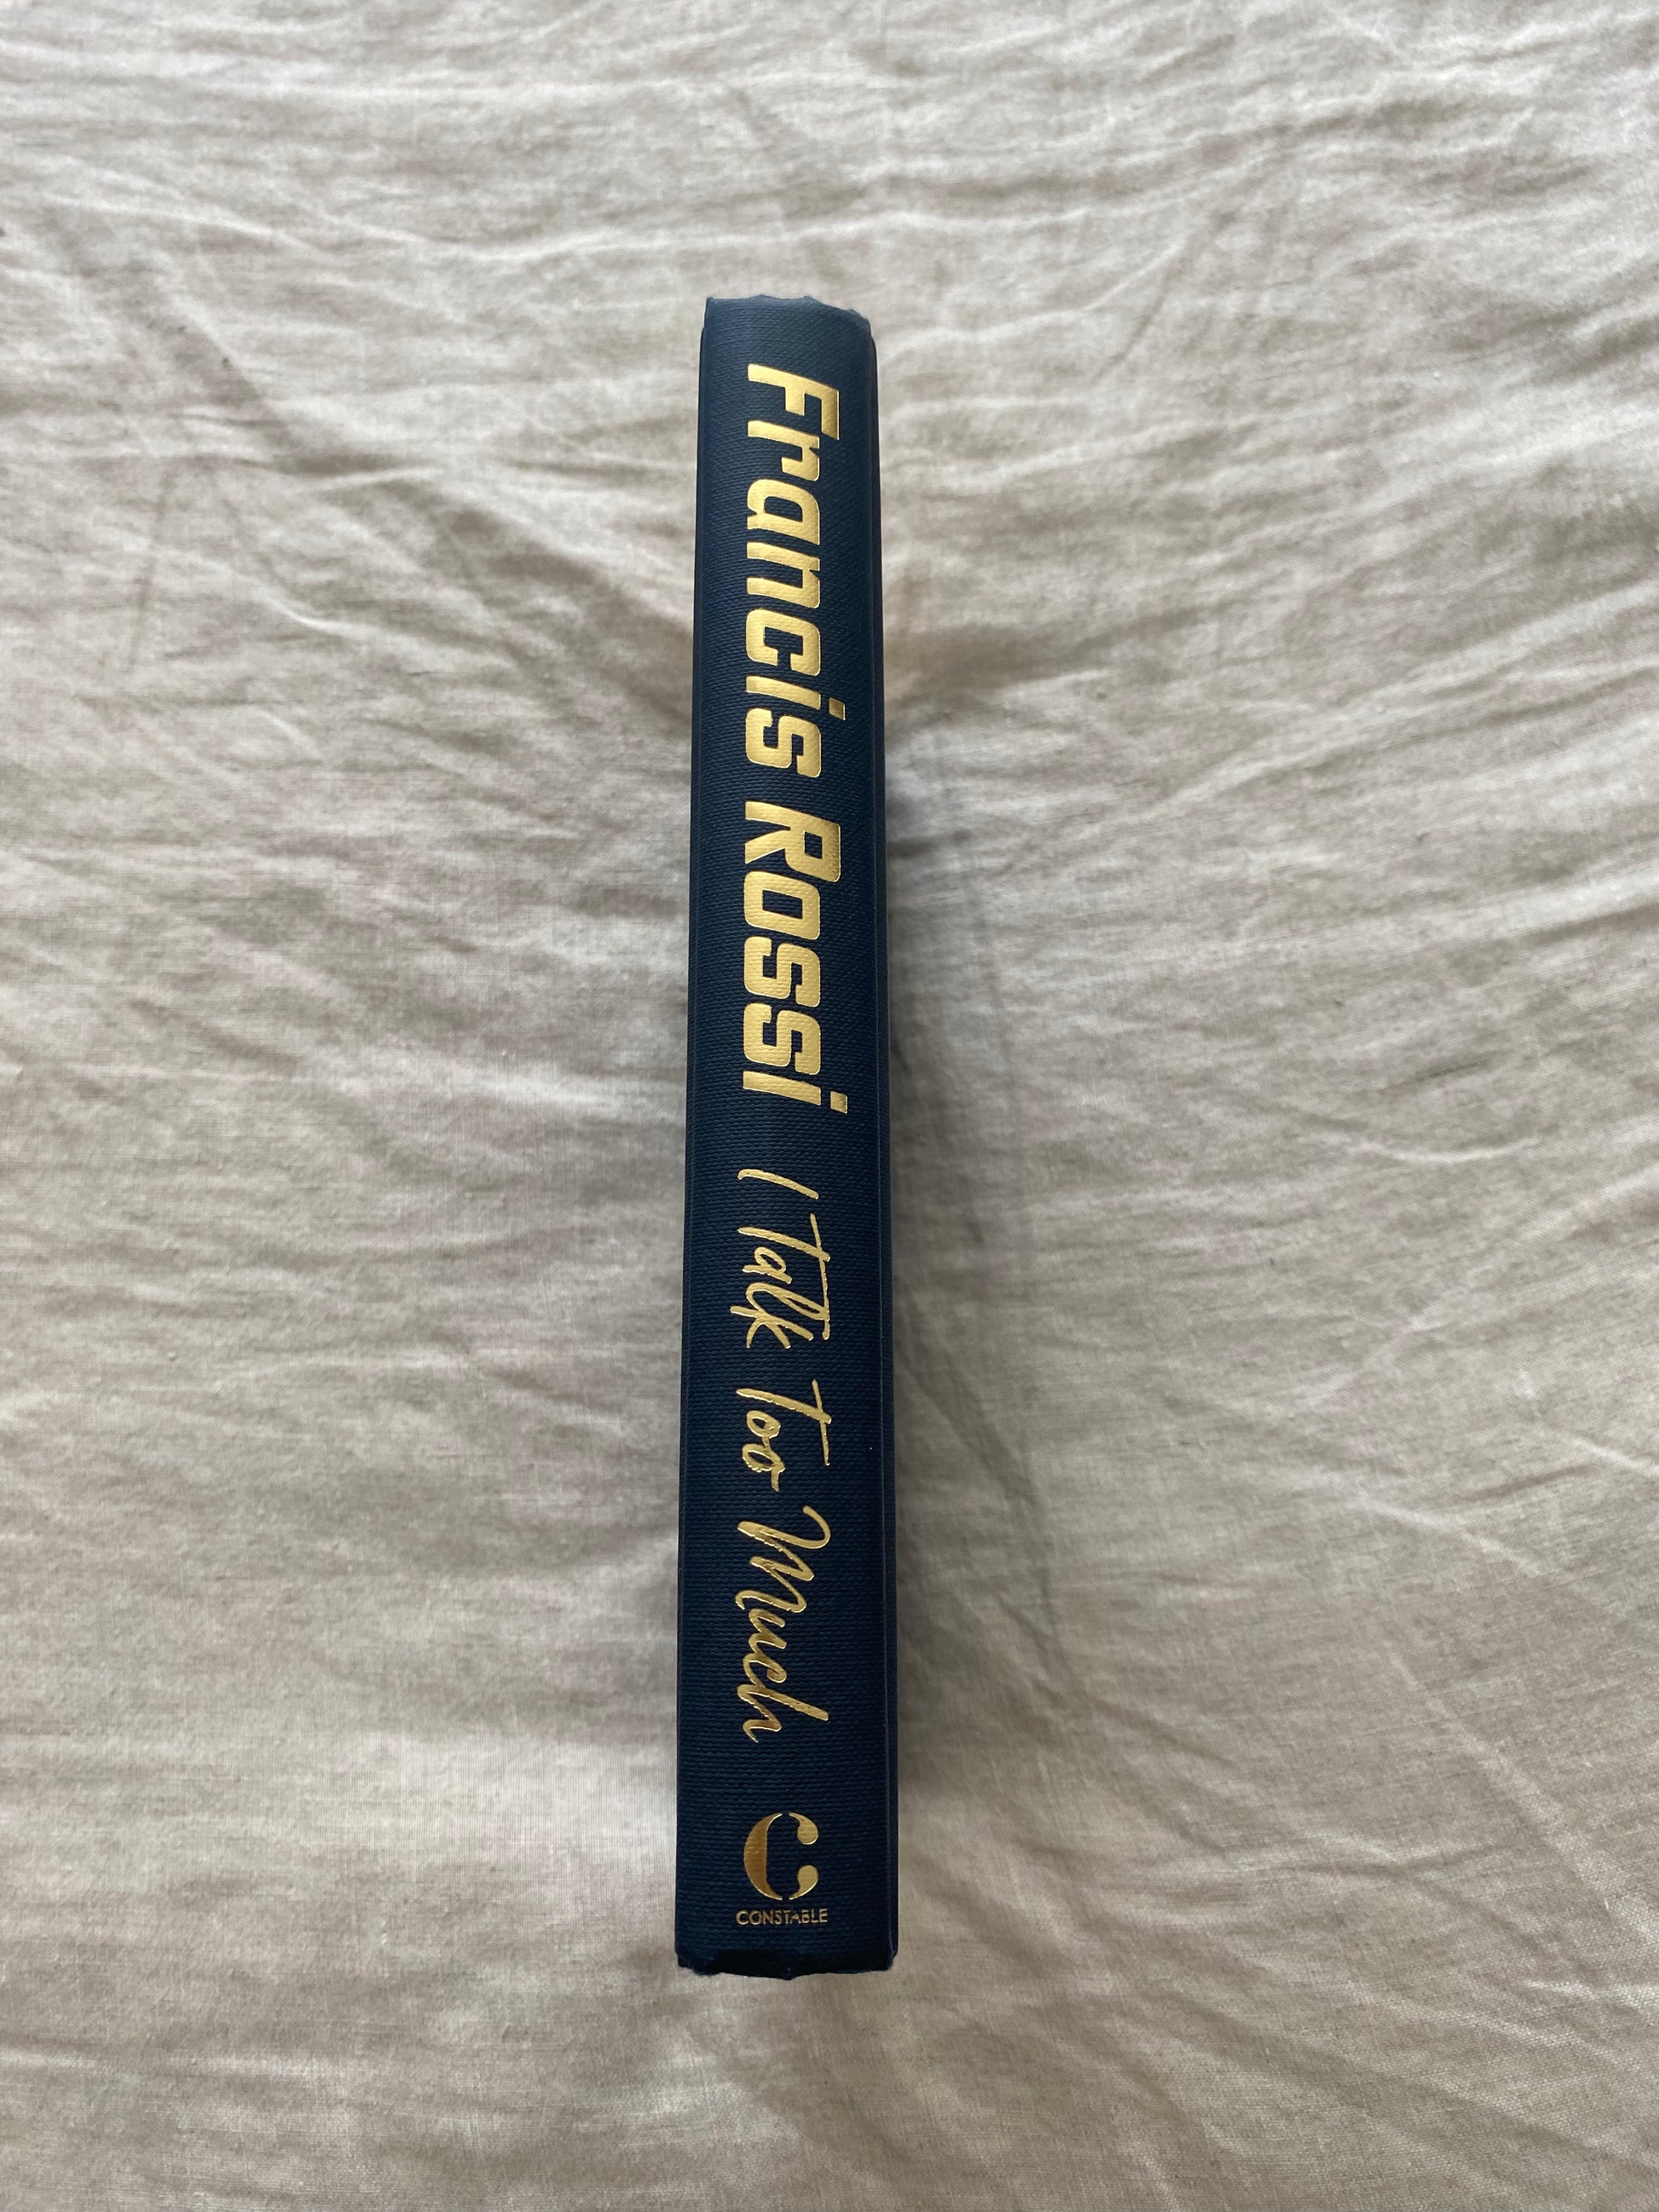 Francis Rossi I Talk Too Much
CONSTABLE